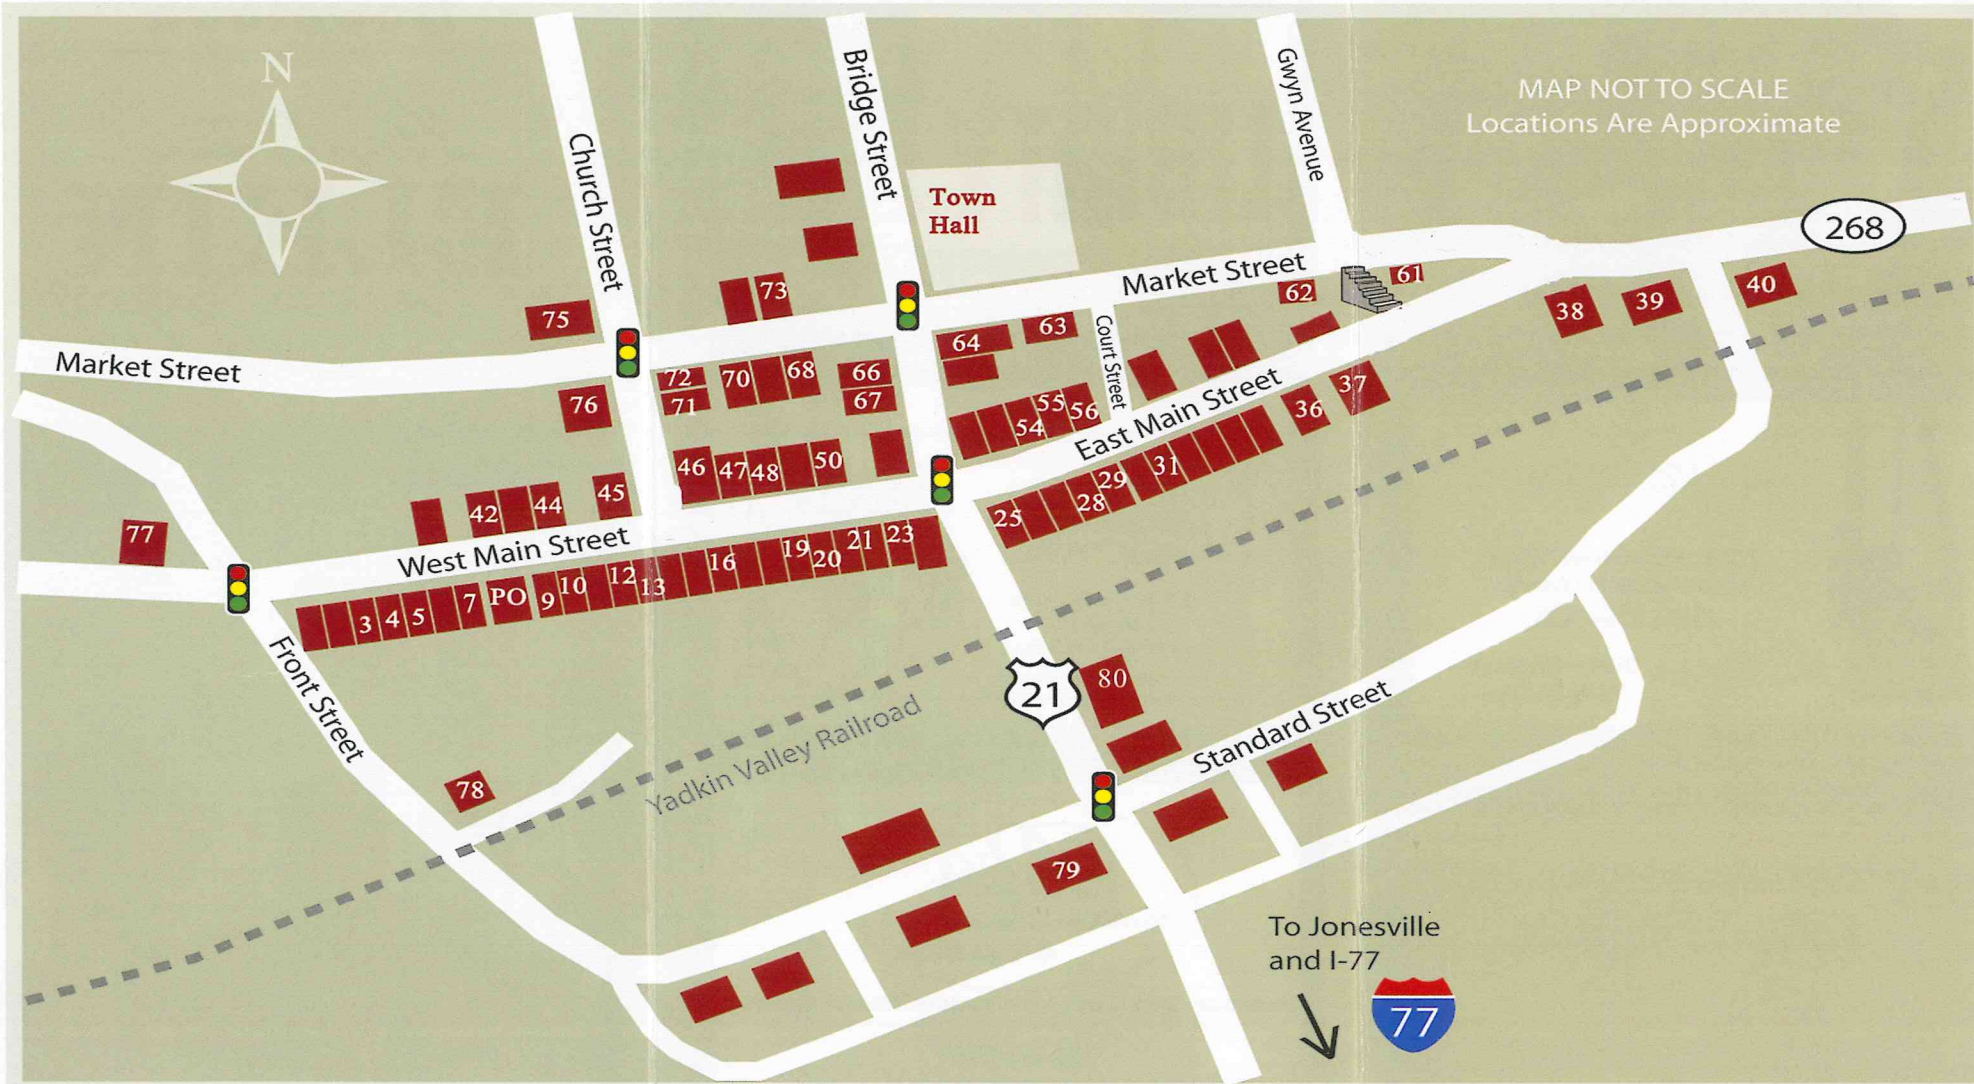 N
MAP NOT TO SCALE
Locations Are Approximate
Church Street
Bridge Street
Gwyn Avenue
Town
Hall
268
Market Street
61
62
40
39
38
73
75
63
64
Court Street
Market Street
72
70
68
66
71
67
76
37
36
55
56
54
East Main Street
46
47
48
50
31
29
28
25
45
44
42
77
West Main Street
3
4
5
7
PO
9
10
12
13
16
19
20
21
23
Front Street
21
80
Yadkin Valley Railroad
Standard Street
78
79
To Jonesville
and I-77
77